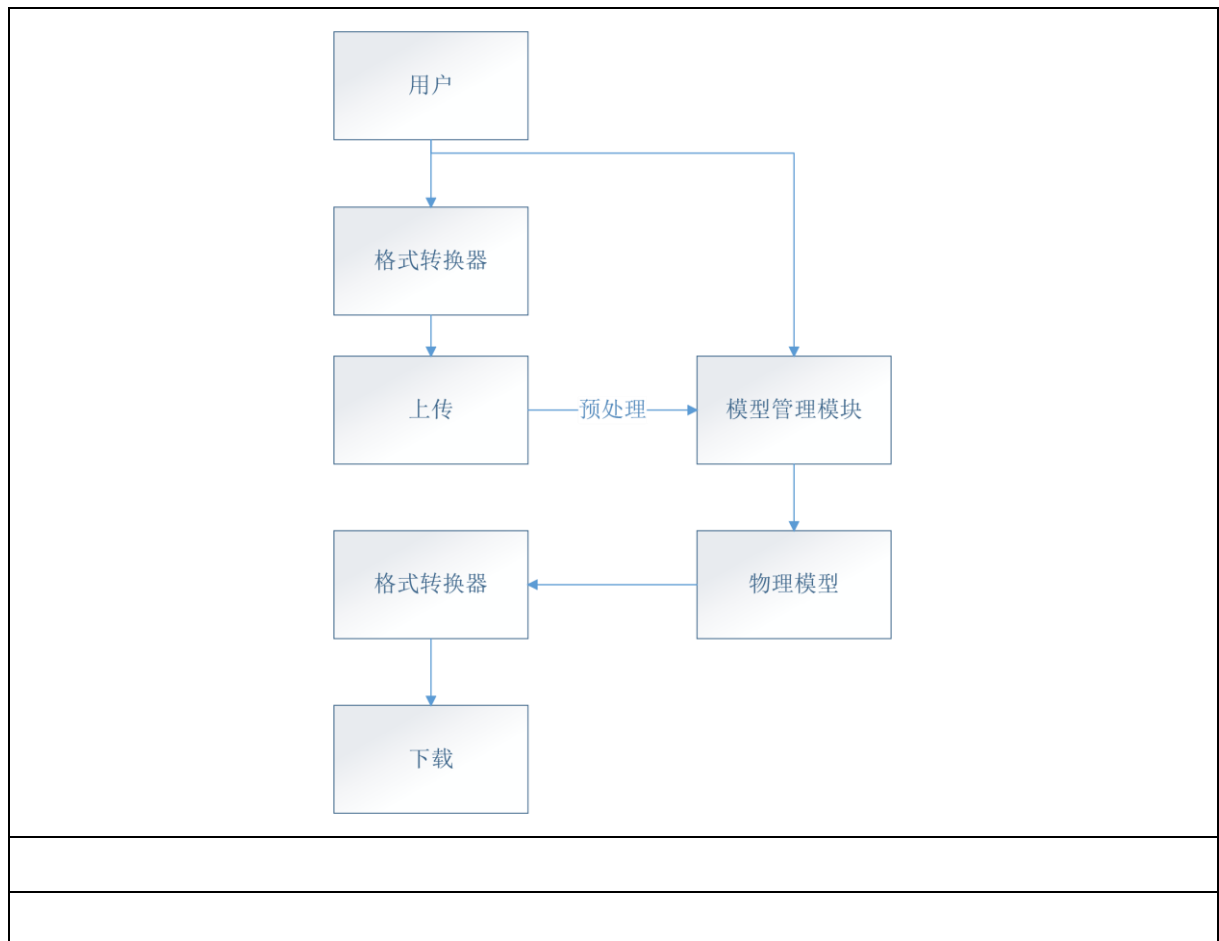 用户
格式转换器
上传
预处理
模型管理模块
格式转换器
物理模型
下载